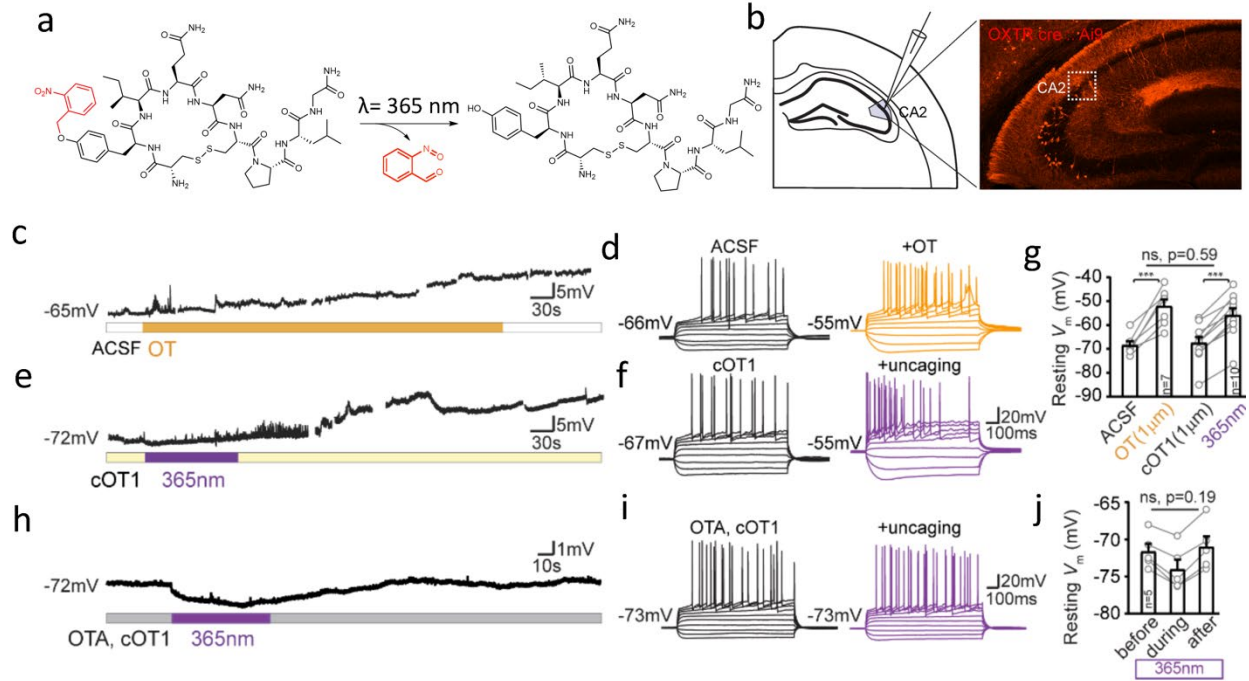 a
NH2
O
O2N
λ= 365 nm
b
OXTR cre... Ai9
CA2
CA2
c
-65mV
5mV
30s
ACSF OT
d
ACSF
+OT
-66mV
-55mV
e
-72mV
5mV
30s
cOT1 365nm
f
cOT1
+uncaging
-67mV
-55mV
20mV
100ms
g
ns, p=0.59
***
***
Resting Vm (mV)
-40
-50
-60
-70
-80
-90
n=7
n=10
ACSF
OT(1µm)
cOT1(1µm)
365nm
h
-72mV
1mV
10s
OTA, cOT1 365nm
i
OTA, cOT1
+uncaging
-73mV
-73mV
20mV
100ms
j
ns, p=0.19
Resting Vm (mV)
-65
-70
-75
-80
n=5
before
during
after
365nm